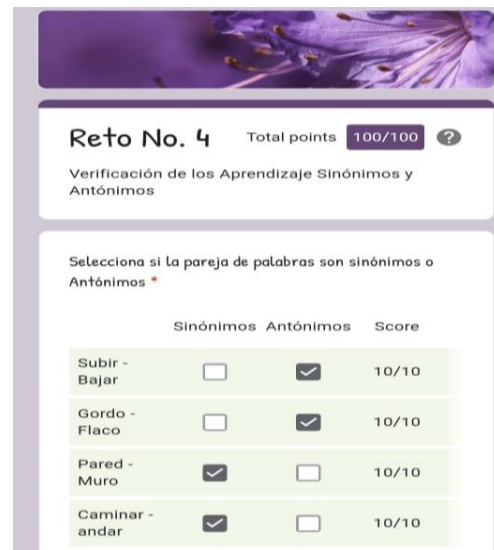 Reto No. 4 Total points 100/100 ?
Verificación de los Aprendizaje Sinónimos y
Antónimos
Selecciona si la pareja de palabras son sinónimos o
Antónimos *
Sinónimos Antónimos Score
Subir -
Bajar
10/10
Gordo -
Flaco
10/10
Pared -
Muro
10/10
Caminar -
andar
10/10